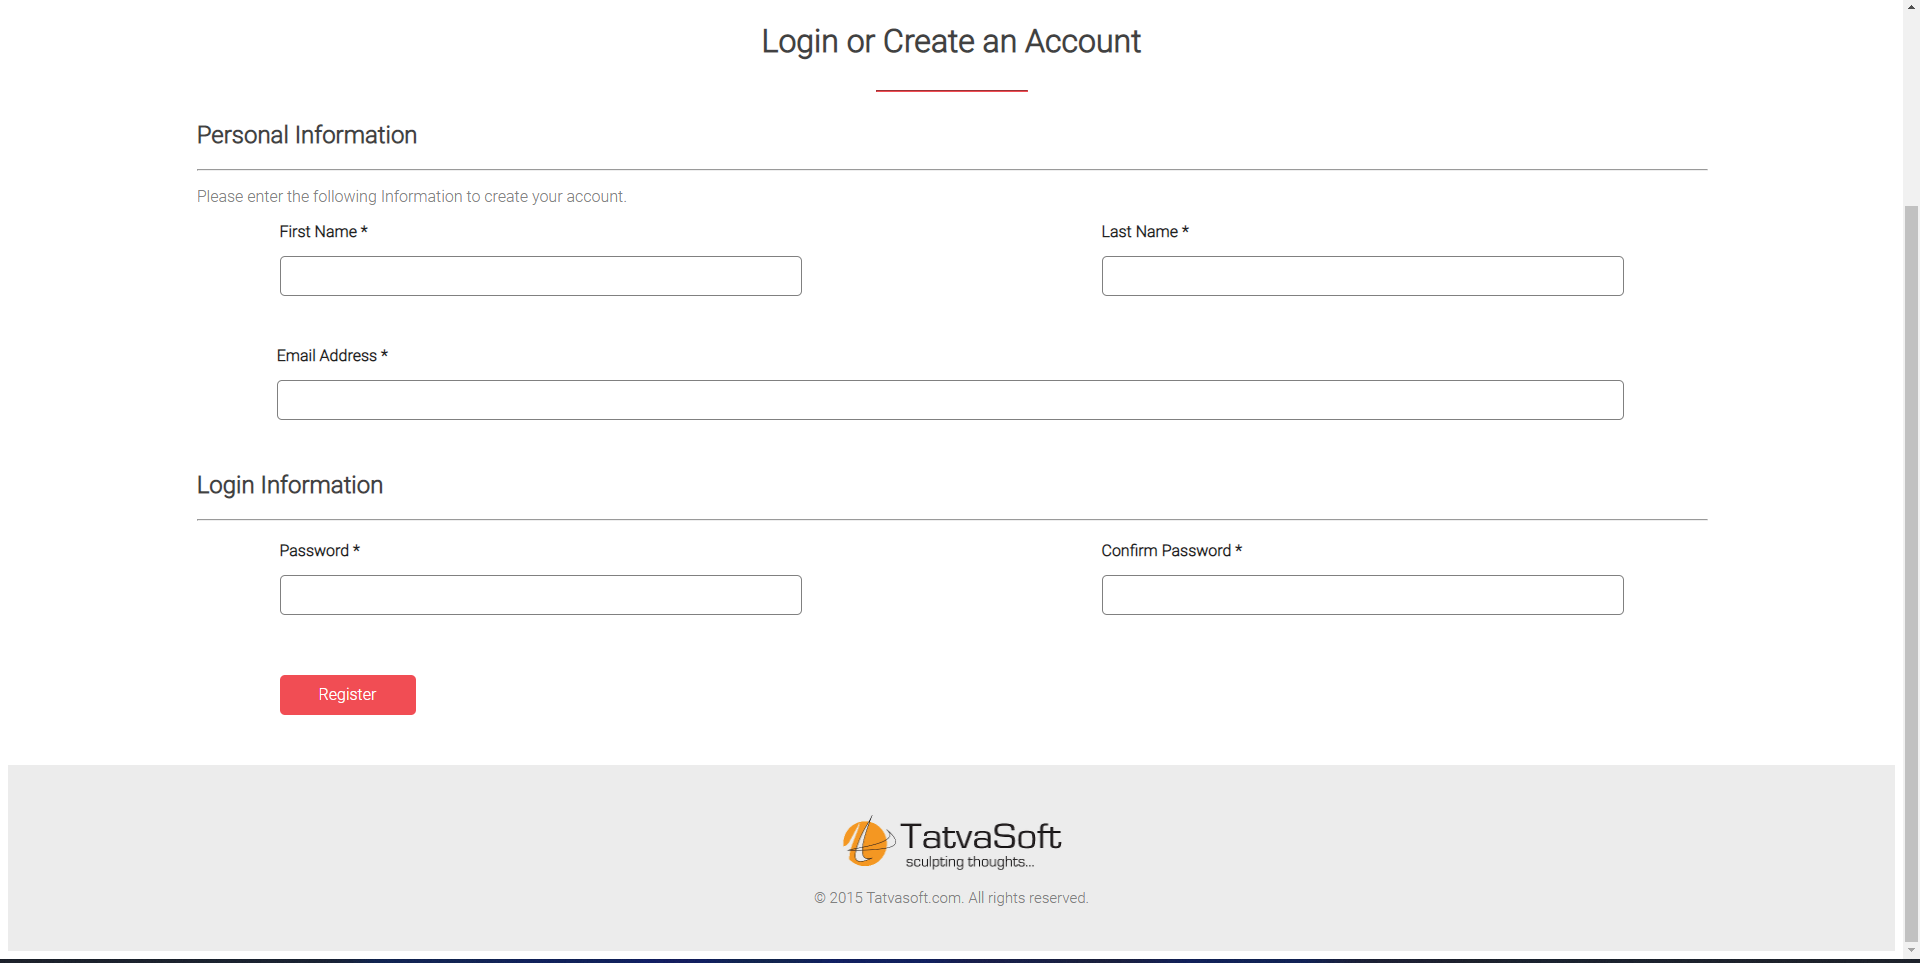 Login or Create an Account
Personal Information
Please enter the following Information to create your account.
First Name *
Last Name *
Email Address *
Login Information
Password *
Confirm Password *
Register
TatvaSoft
sculpting thoughts...
© 2015 Tatvasoft.com. All rights reserved.